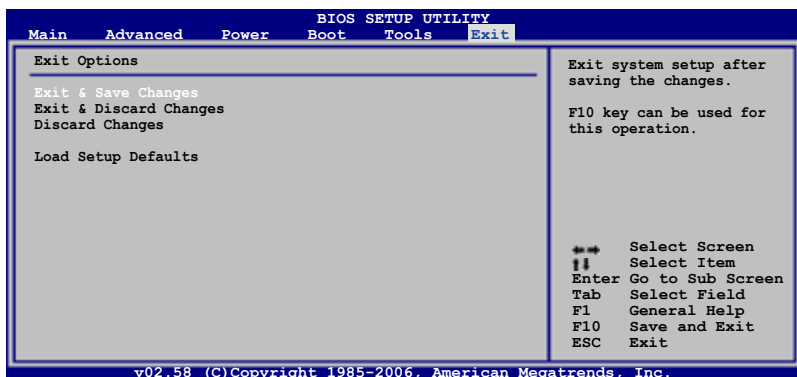 BIOS SETUP UTILITY
Main Advanced Power Boot Tools Exit
Exit Options
Exit & Save Changes
Exit & Discard Changes
Discard Changes
Load Setup Defaults
Exit system setup after
saving the changes.
F10 key can be used for
this operation.
Select Screen
Select Item
Enter Go to Sub Screen
Tab Select Field
F1 General Help
F10 Save and Exit
ESC Exit
v02.58 (C)Copyright 1985-2006, American Megatrends, Inc.